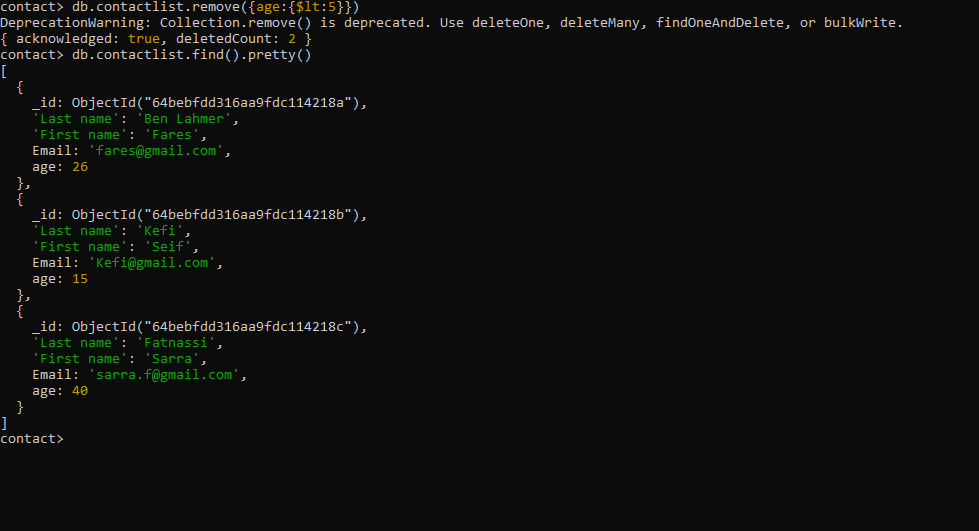 contact> db.contactlist.remove({age:{$lt:5}})
DeprecationWarning: Collection.remove() is deprecated. Use deleteOne, deleteMany, findOneAndDelete, or bulkWrite.
{ acknowledged: true, deletedCount: 2 }
contact> db.contactlist.find().pretty()
[
  {
    _id: ObjectId("64bebfdd316aa9fdc114218a"),
    'Last name': 'Ben Lahmer',
    'First name': 'Fares',
    Email: 'fares@gmail.com',
    age: 26
  },
  {
    _id: ObjectId("64bebfdd316aa9fdc114218b"),
    'Last name': 'Kefi',
    'First name': 'Seif',
    Email: 'Kefi@gmail.com',
    age: 15
  },
  {
    _id: ObjectId("64bebfdd316aa9fdc114218c"),
    'Last name': 'Fatnassi',
    'First name': 'Sarra',
    Email: 'sarra.f@gmail.com',
    age: 40
  }
]
contact>